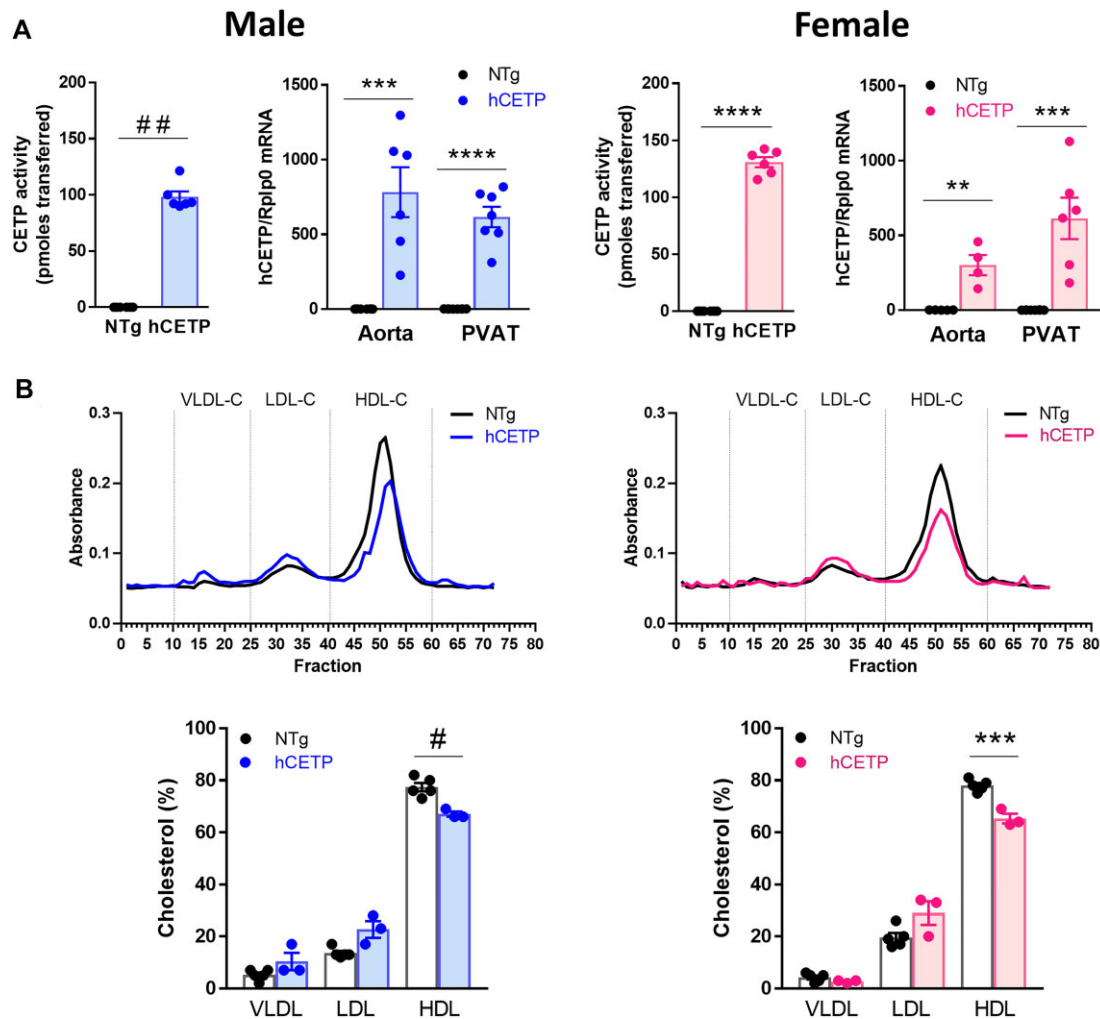 Male
Female
A
CETP activity
(pmoles transferred)
200
150
100
50
0
##
NTg hCETP
hCETP/Rplp0 mRNA
1500
1000
500
0
NTg
hCETP
***
****
Aorta
PVAT
CETP activity
(pmoles transferred)
200
150
100
50
0
****
NTg hCETP
hCETP/Rplp0 mRNA
1500
1000
500
0
NTg
hCETP
**
***
Aorta
PVAT
B
VLDL-C LDL-C HDL-C
NTg
hCETP
Absorbance
0.3
0.2
0.1
0.0
0 5 10 15 20 25 30 35 40 45 50 55 60 65 70 75 80
Fraction
VLDL-C LDL-C HDL-C
NTg
hCETP
Absorbance
0.3
0.2
0.1
0.0
0 5 10 15 20 25 30 35 40 45 50 55 60 65 70 75 80
Fraction
Cholesterol (%)
100
80
60
40
20
0
NTg
hCETP
#
VLDL LDL HDL
Cholesterol (%)
100
80
60
40
20
0
NTg
hCETP
***
VLDL LDL HDL